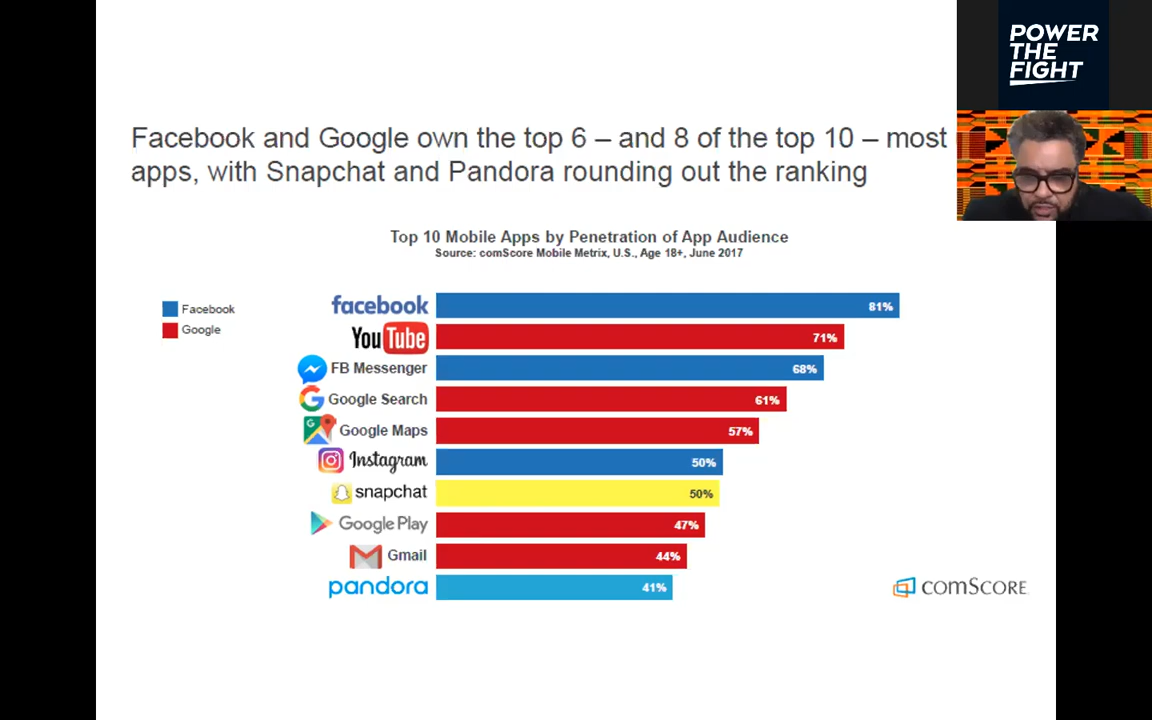 POWER
THE
FIGHT
Facebook and Google own the top 6 – and 8 of the top 10 – most
apps, with Snapchat and Pandora rounding out the ranking
Top 10 Mobile Apps by Penetration of App Audience
Source: comScore Mobile Metrix, U.S., Age 18+, June 2017
Facebook
Google
facebook 81%
YouTube 71%
FB Messenger 68%
Google Search 61%
Google Maps 57%
Instagram 50%
snapchat 50%
Google Play 47%
Gmail 44%
pandora 41%
comSCORE